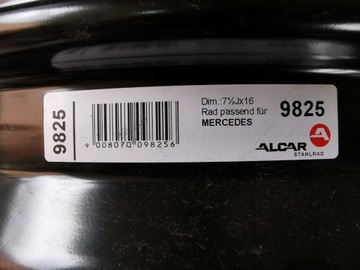 9825
9 008070 098256
Dim.:7½Jx16
Rad passend für
MERCEDES
9825
ALCAR
STAHLRAD